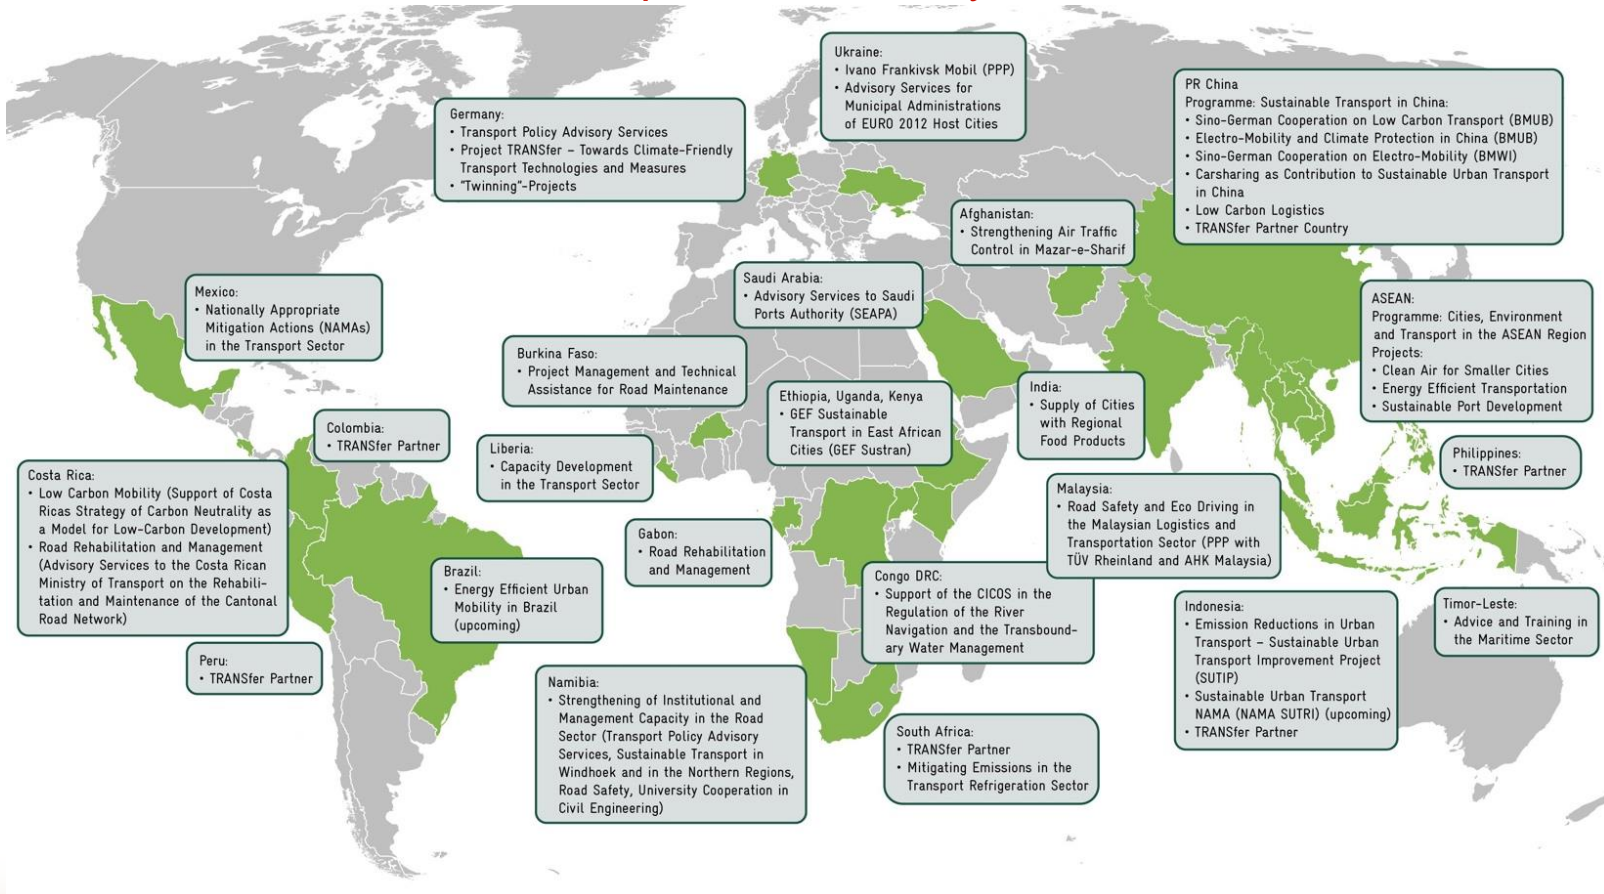 Ukraine:
• Ivano Frankivsk Mobil (PPP)
• Advisory Services for
Municipal Administrations
of EURO 2012 Host Cities
PR China
Programme: Sustainable Transport in China:
• Sino-German Cooperation on Low Carbon Transport (BMUB)
• Electro-Mobility and Climate Protection in China (BMUB)
• Sino-German Cooperation on Electro-Mobility (BMWI)
• Carsharing as Contribution to Sustainable Urban Transport
in China
• Low Carbon Logistics
• TRANSfer Partner Country
Germany:
• Transport Policy Advisory Services
• Project TRANSfer – Towards Climate-Friendly
Transport Technologies and Measures
• "Twinning"-Projects
Afghanistan:
• Strengthening Air Traffic
Control in Mazar-e-Sharif
Saudi Arabia:
• Advisory Services to Saudi
Ports Authority (SEAPA)
Mexico:
• Nationally Appropriate
Mitigation Actions (NAMAs)
in the Transport Sector
ASEAN:
Programme: Cities, Environment
and Transport in the ASEAN Region
Projects:
• Clean Air for Smaller Cities
• Energy Efficient Transportation
• Sustainable Port Development
Burkina Faso:
• Project Management and Technical
Assistance for Road Maintenance
Ethiopia, Uganda, Kenya
• GEF Sustainable
Transport in East African
Cities (GEF Sustran)
India:
• Supply of Cities
with Regional
Food Products
Colombia:
• TRANSfer Partner
Liberia:
• Capacity Development
in the Transport Sector
Philippines:
• TRANSfer Partner
Costa Rica:
• Low Carbon Mobility (Support of Costa
Ricas Strategy of Carbon Neutrality as
a Model for Low-Carbon Development)
• Road Rehabilitation and Management
(Advisory Services to the Costa Rican
Ministry of Transport on the Rehabili-
tation and Maintenance of the Cantonal
Road Network)
Malaysia:
• Road Safety and Eco Driving in
the Malaysian Logistics and
Transportation Sector (PPP with
TÜV Rheinland and AHK Malaysia)
Gabon:
• Road Rehabilitation
and Management
Brazil:
• Energy Efficient Urban
Mobility in Brazil
(upcoming)
Congo DRC:
• Support of the CICOS in the
Regulation of the River
Navigation and the Transbound-
ary Water Management
Indonesia:
• Emission Reductions in Urban
Transport – Sustainable Urban
Transport Improvement Project
(SUTIP)
• Sustainable Urban Transport
NAMA (NAMA SUTRI) (upcoming)
• TRANSfer Partner
Timor-Leste:
• Advice and Training in
the Maritime Sector
Peru:
• TRANSfer Partner
Namibia:
• Strengthening of Institutional and
Management Capacity in the Road
Sector (Transport Policy Advisory
Services, Sustainable Transport in
Windhoek and in the Northern Regions,
Road Safety, University Cooperation in
Civil Engineering)
South Africa:
• TRANSfer Partner
• Mitigating Emissions in the
Transport Refrigeration Sector